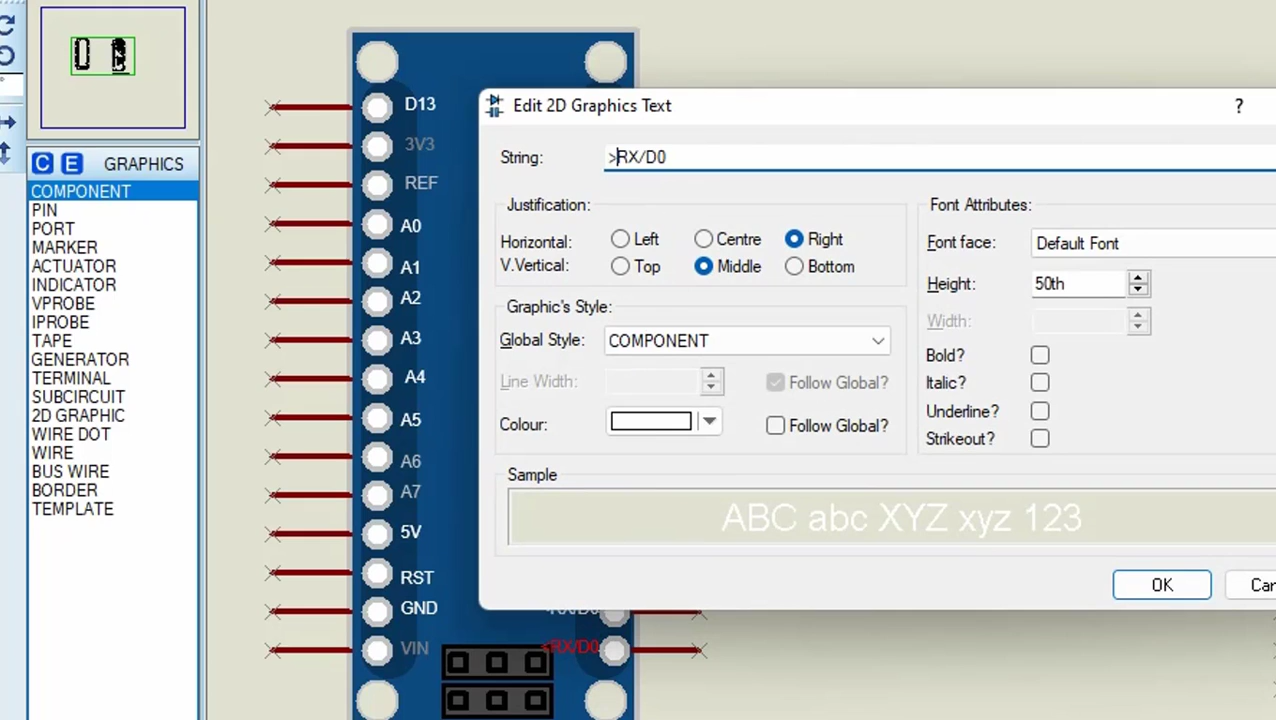 Edit 2D Graphics Text
?
String:
>RX/D0
Justification:
Horizontal:
Left
Centre
Right
V.Vertical:
Top
Middle
Bottom
Graphic's Style:
Global Style:
COMPONENT
Line Width:
Follow Global?
Colour:
Follow Global?
Font Attributes:
Font face:
Default Font
Height:
50th
Width:
Bold?
Italic?
Underline?
Strikeout?
Sample
ABC abc XYZ xyz 123
OK
C E GRAPHICS
COMPONENT
PIN
PORT
MARKER
ACTUATOR
INDICATOR
VPROBE
IPROBE
TAPE
GENERATOR
TERMINAL
SUBCIRCUIT
2D GRAPHIC
WIRE DOT
WIRE
BUS WIRE
BORDER
TEMPLATE
D13
3V3
REF
A0
A1
A2
A3
A4
A5
A6
A7
5V
RST
GND
VIN
<RX/D0